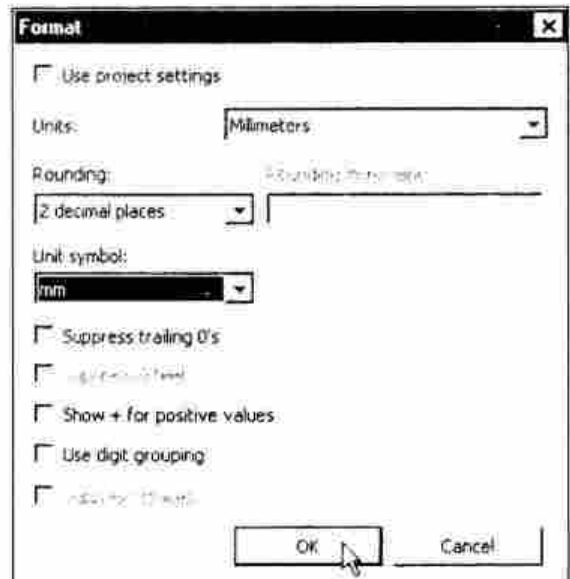 Format
Use project settings
Units: Millimeters
Rounding:
2 decimal places
Unit symbol:
mm
Suppress trailing 0's
Show + for positive values
Use digit grouping
OK Cancel